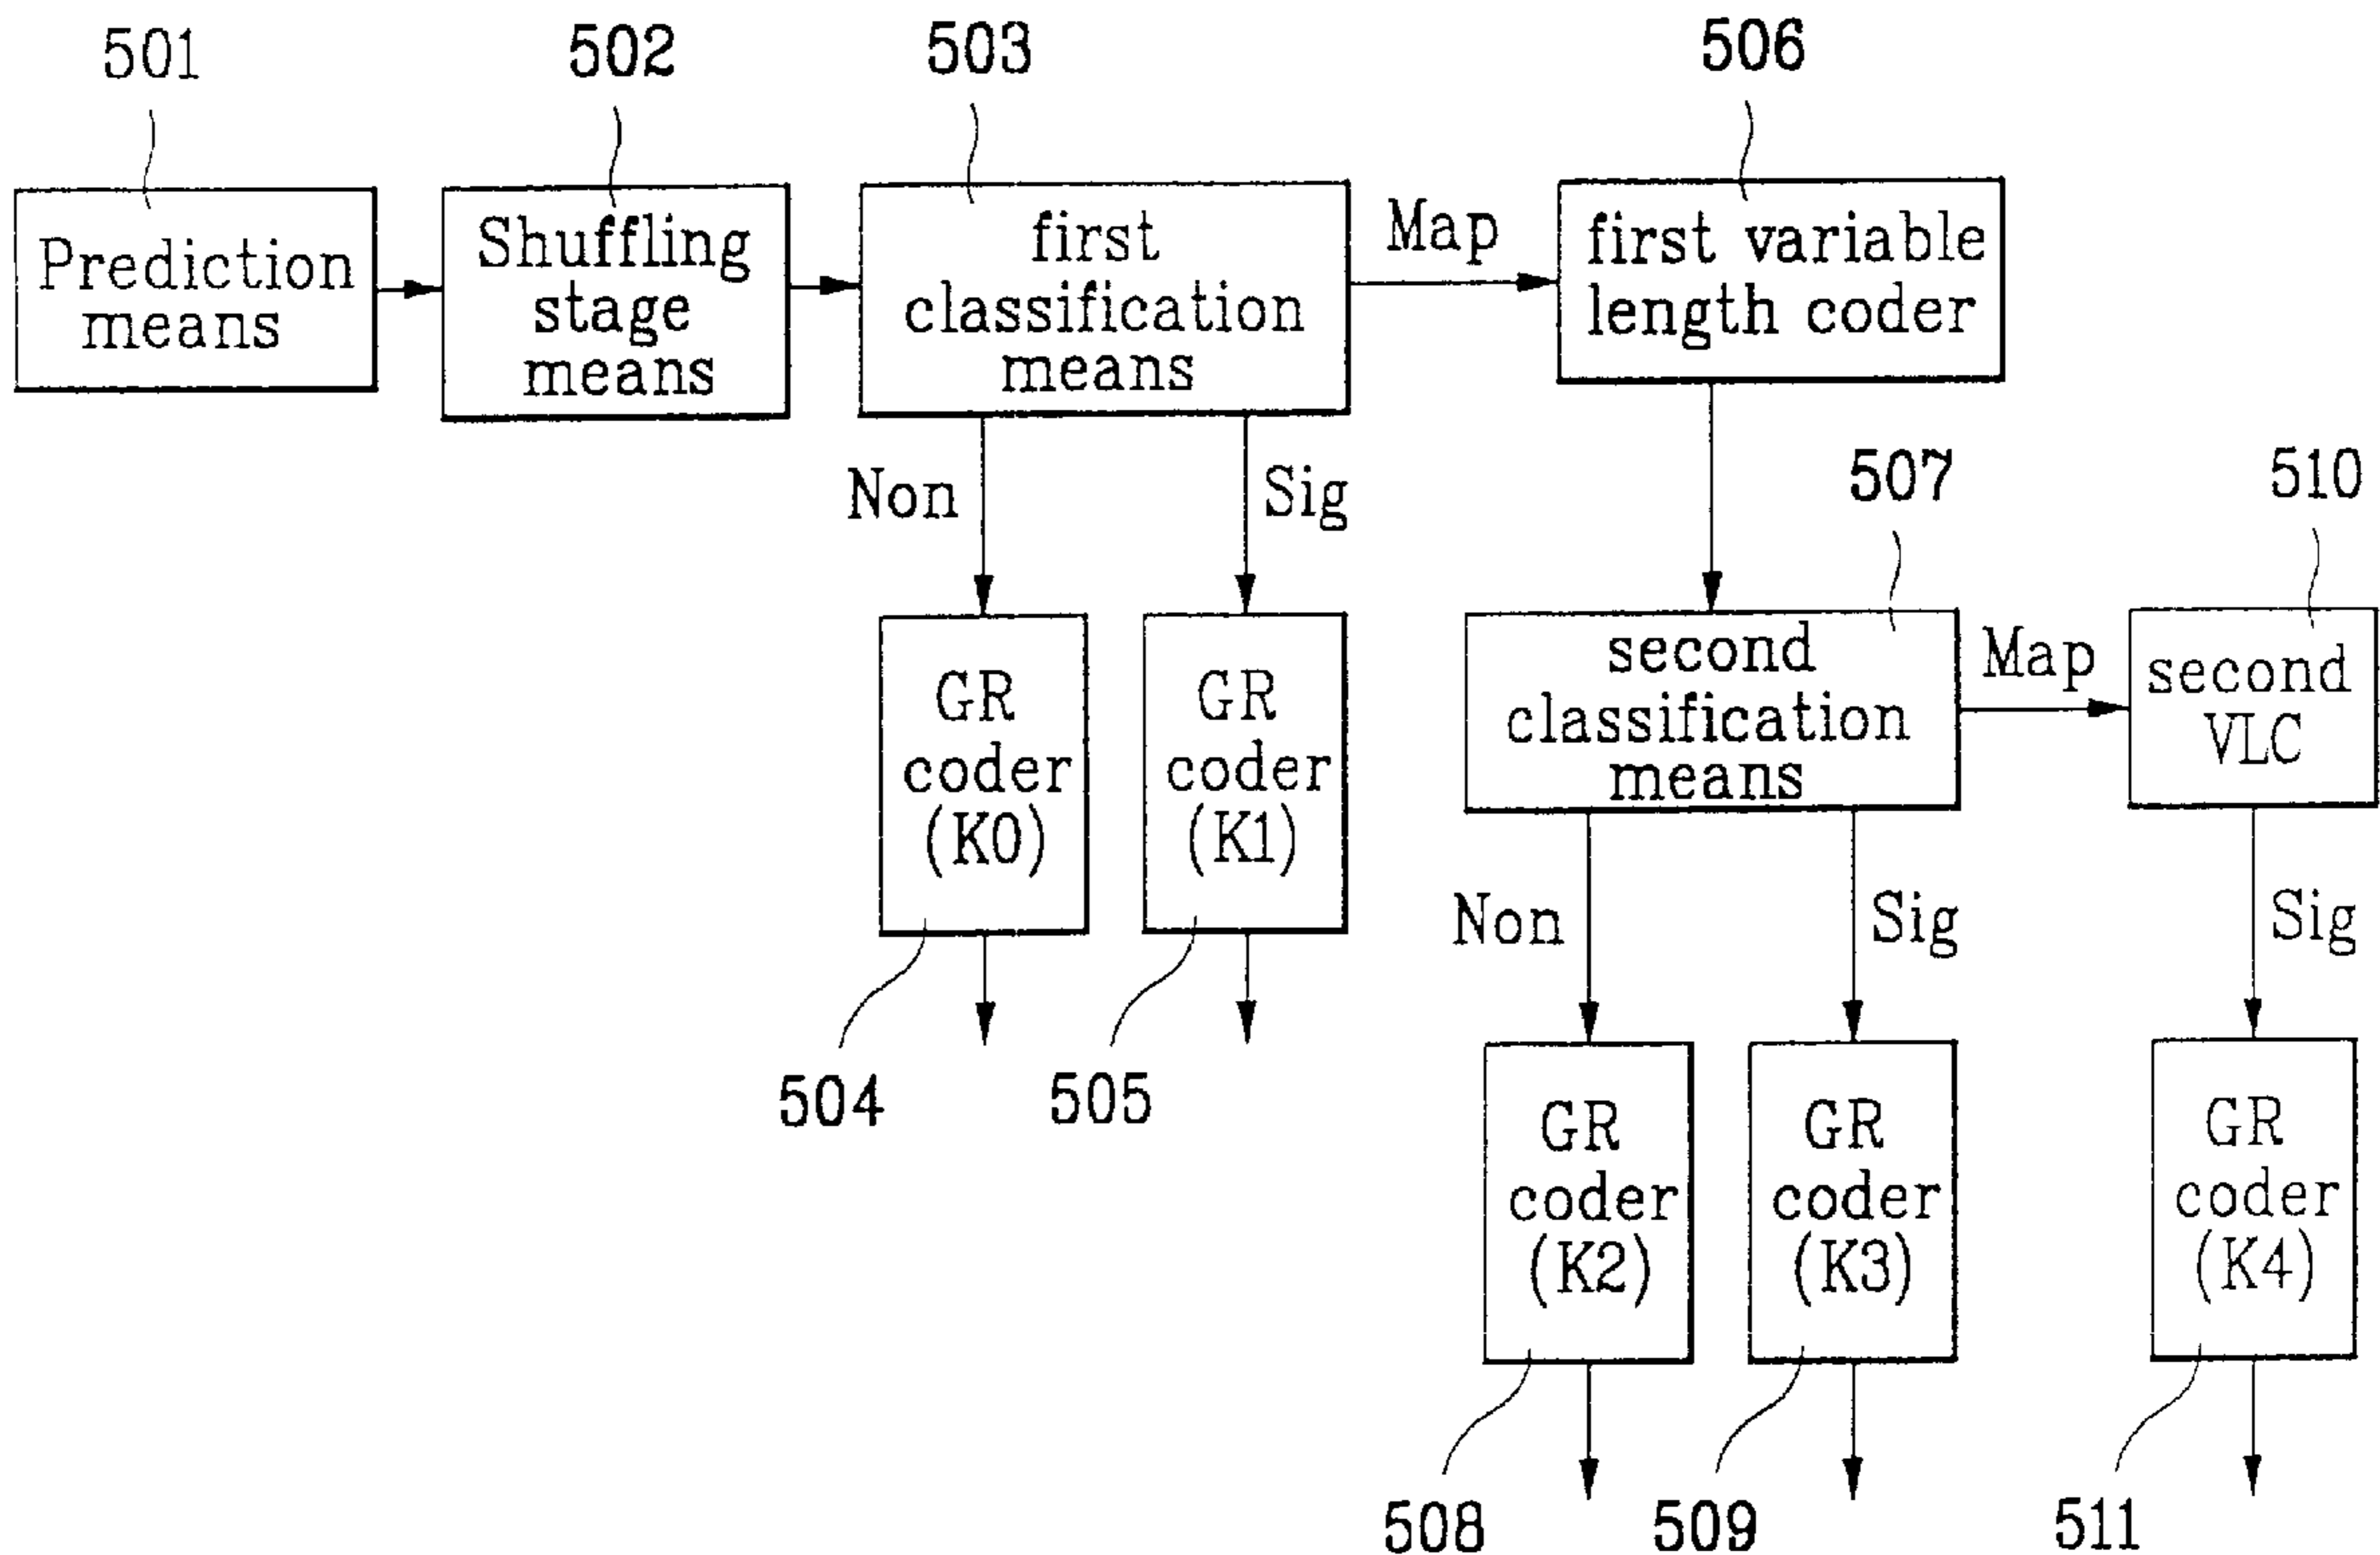 501
502
503
506
Prediction
means
Shuffling
stage
means
first
classification
means
Map
first variable
length coder
Non
Sig
507
510
GR
coder
(K0)
GR
coder
(K1)
second
classification
means
Map
second
VLC
504
505
Non
Sig
Sig
GR
coder
(K2)
GR
coder
(K3)
GR
coder
(K4)
508
509
511